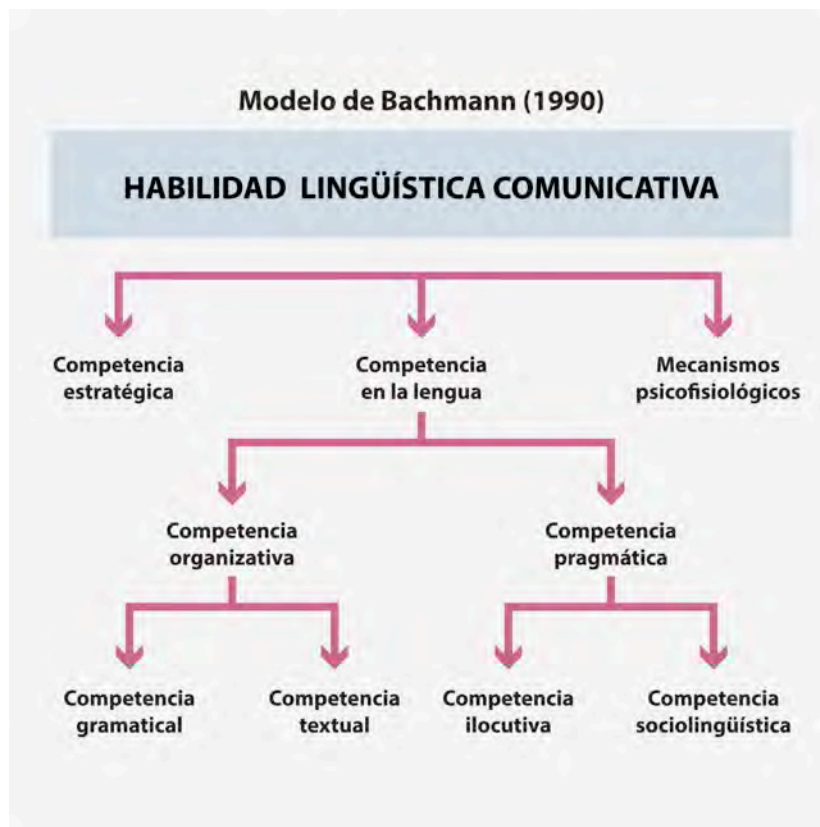 Modelo de Bachmann (1990)
HABILIDAD LINGÜÍSTICA COMUNICATIVA
Competencia
estratégica
Competencia
en la lengua
Mecanismos
psicofisiológicos
Competencia
organizativa
Competencia
pragmática
Competencia
gramatical
Competencia
textual
Competencia
ilocutiva
Competencia
sociolingüística